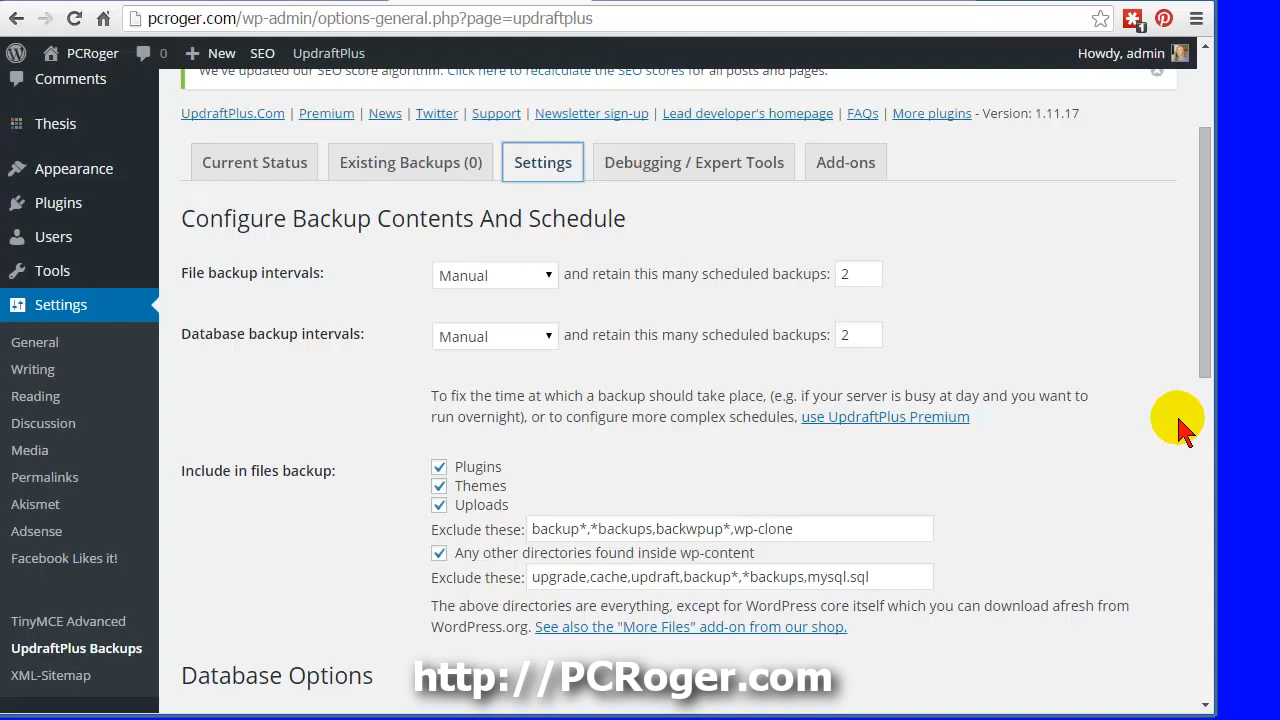 pcroger.com/wp-admin/options-general.php?page=updraftplus
1
PCRoger 0 New SEO UpdraftPlus Howdy, admin
Comments
Thesis
Appearance
Plugins
Users
Tools
Settings
General
Writing
Reading
Discussion
Media
Permalinks
Akismet
Adsense
Facebook Likes it!
TinyMCE Advanced
UpdraftPlus Backups
XML-Sitemap
We've updated our SEO score algorithm. Click here to recalculate the SEO scores for all posts and pages.
UpdraftPlus.Com | Premium | News | Twitter | Support | Newsletter sign-up | Lead developer's homepage | FAQs | More plugins - Version: 1.11.17
Current Status Existing Backups (0) Settings Debugging / Expert Tools Add-ons
Configure Backup Contents And Schedule
File backup intervals: Manual and retain this many scheduled backups: 2
Database backup intervals: Manual and retain this many scheduled backups: 2
To fix the time at which a backup should take place, (e.g. if your server is busy at day and you want to
run overnight), or to configure more complex schedules, use UpdraftPlus Premium
Include in files backup: Plugins
Themes
Uploads
Exclude these: backup*,*backups,backwpup*,wp-clone
Any other directories found inside wp-content
Exclude these: upgrade,cache,updraft,backup*,*backups,mysql.sql
The above directories are everything, except for WordPress core itself which you can download afresh from
WordPress.org. See also the "More Files" add-on from our shop.
Database Options
http://PCRoger.com